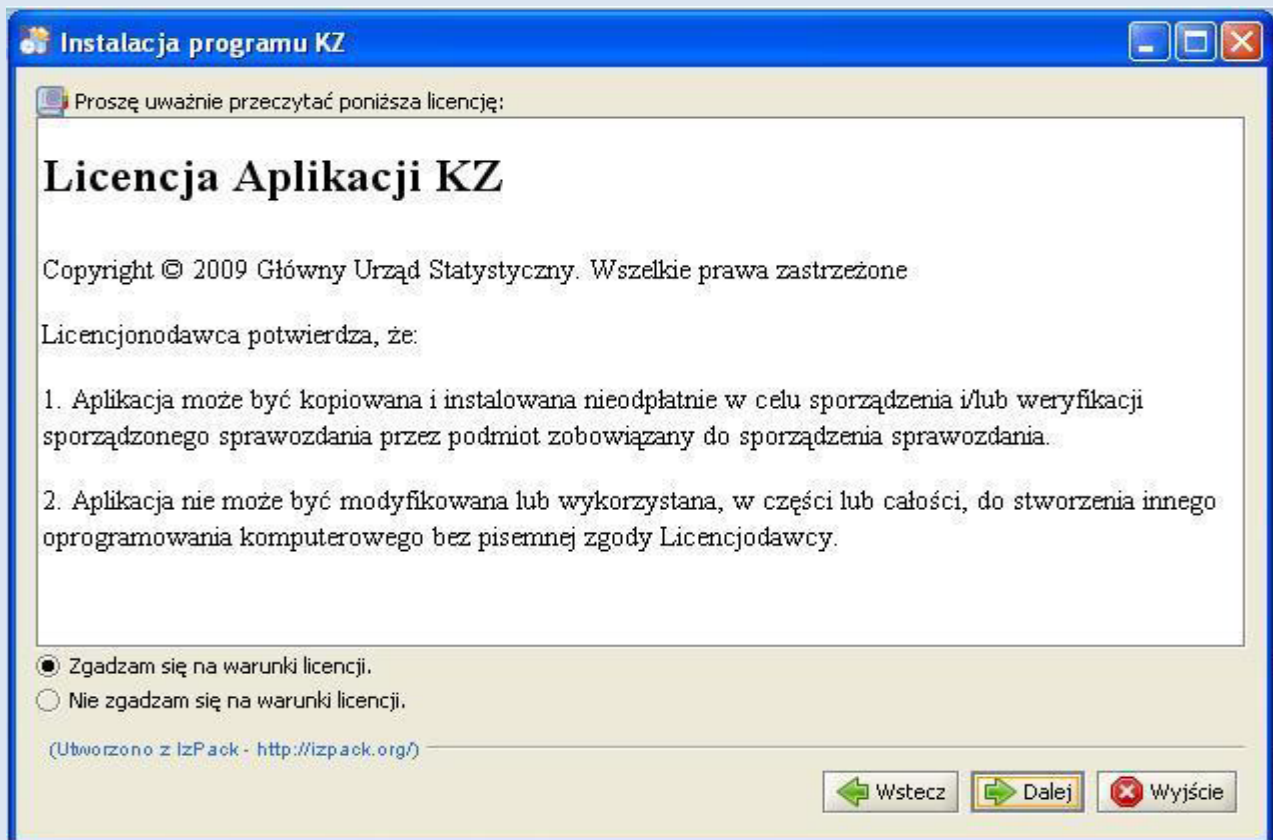 Instalacja programu KZ
Proszę uważnie przeczytać poniższa licencję:
Licencja Aplikacji KZ
Copyright © 2009 Główny Urząd Statystyczny. Wszelkie prawa zastrzeżone
Licencjonodawca potwierdza, że:
1. Aplikacja może być kopiowana i instalowana nieodpłatnie w celu sporządzenia i/lub weryfikacji
sporządzonego sprawozdania przez podmiot zobowiązany do sporządzenia sprawozdania.
2. Aplikacja nie może być modyfikowana lub wykorzystana, w części lub całości, do stworzenia innego
oprogramowania komputerowego bez pisemnej zgody Licencjodawcy.
Zgadzam się na warunki licencji.
Nie zgadzam się na warunki licencji.
(Utworzono z IzPack - http://izpack.org/)
Wstecz Dalej Wyjście